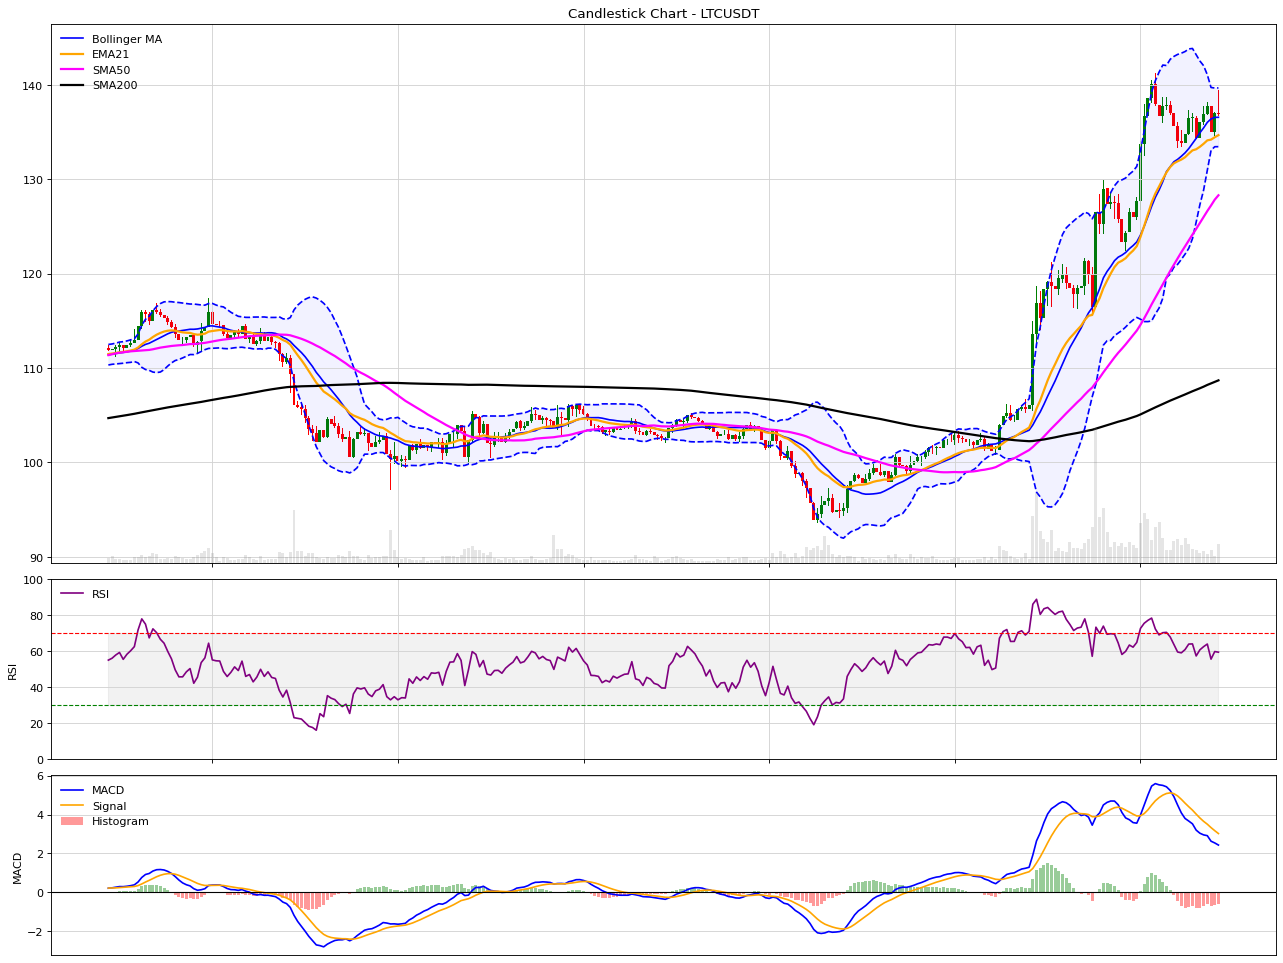 Candlestick Chart - LTCUSDT
Bollinger MA
EMA21
SMA50
SMA200
140
130
120
110
100
90
RSI
100
80
60
40
20
0
RSI
MACD
Signal
Histogram
6
4
2
0
−2
MACD